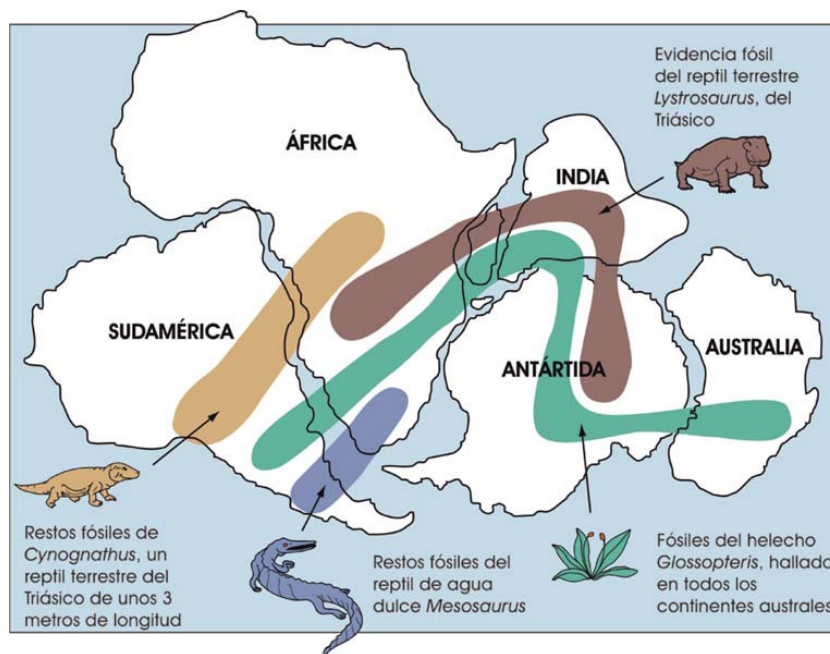 Evidencia fósil
del reptil terrestre
Lystrosaurus, del
Triásico
ÁFRICA
INDIA
SUDAMÉRICA
ANTÁRTIDA
AUSTRALIA
Restos fósiles de
Cynognathus, un
reptil terrestre del
Triásico de unos 3
metros de longitud
Restos fósiles del
reptil de agua
dulce Mesosaurus
Fósiles del helecho
Glossopteris, hallado
en todos los
continentes australes